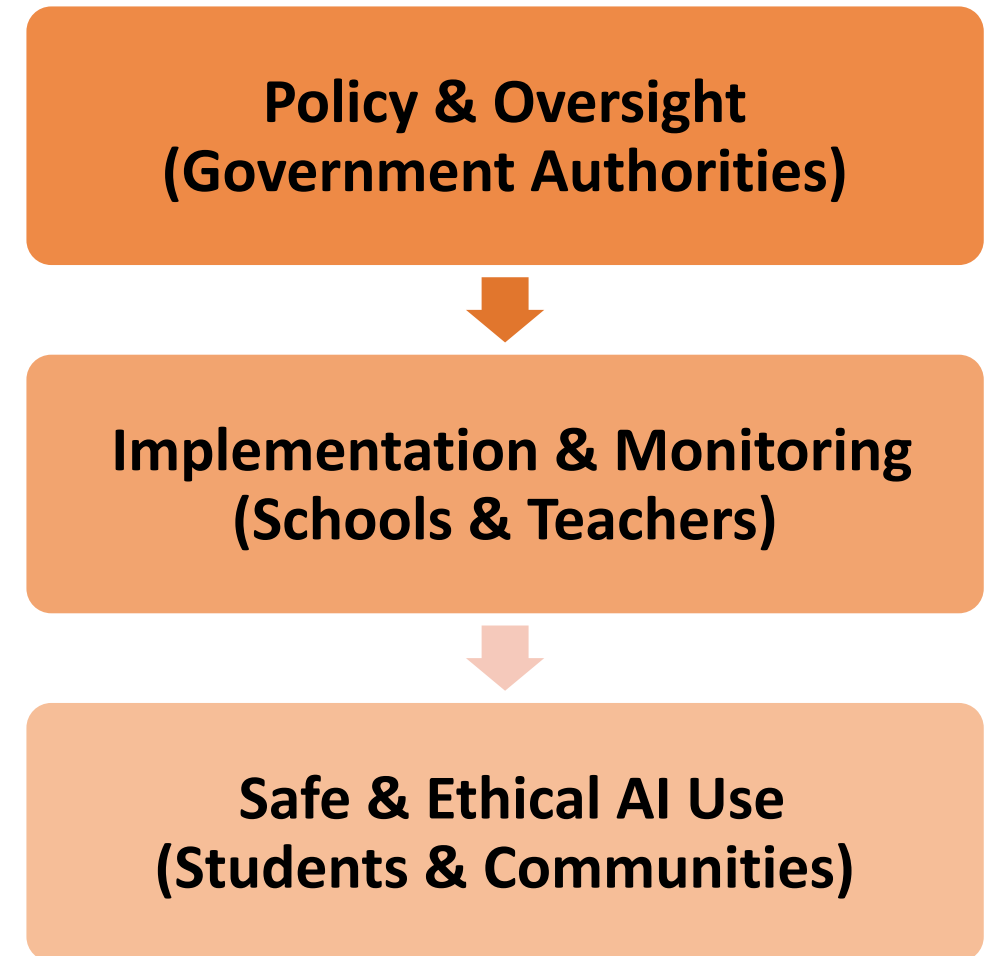 Policy & Oversight
(Government Authorities)
Implementation & Monitoring
(Schools & Teachers)
Safe & Ethical AI Use
(Students & Communities)